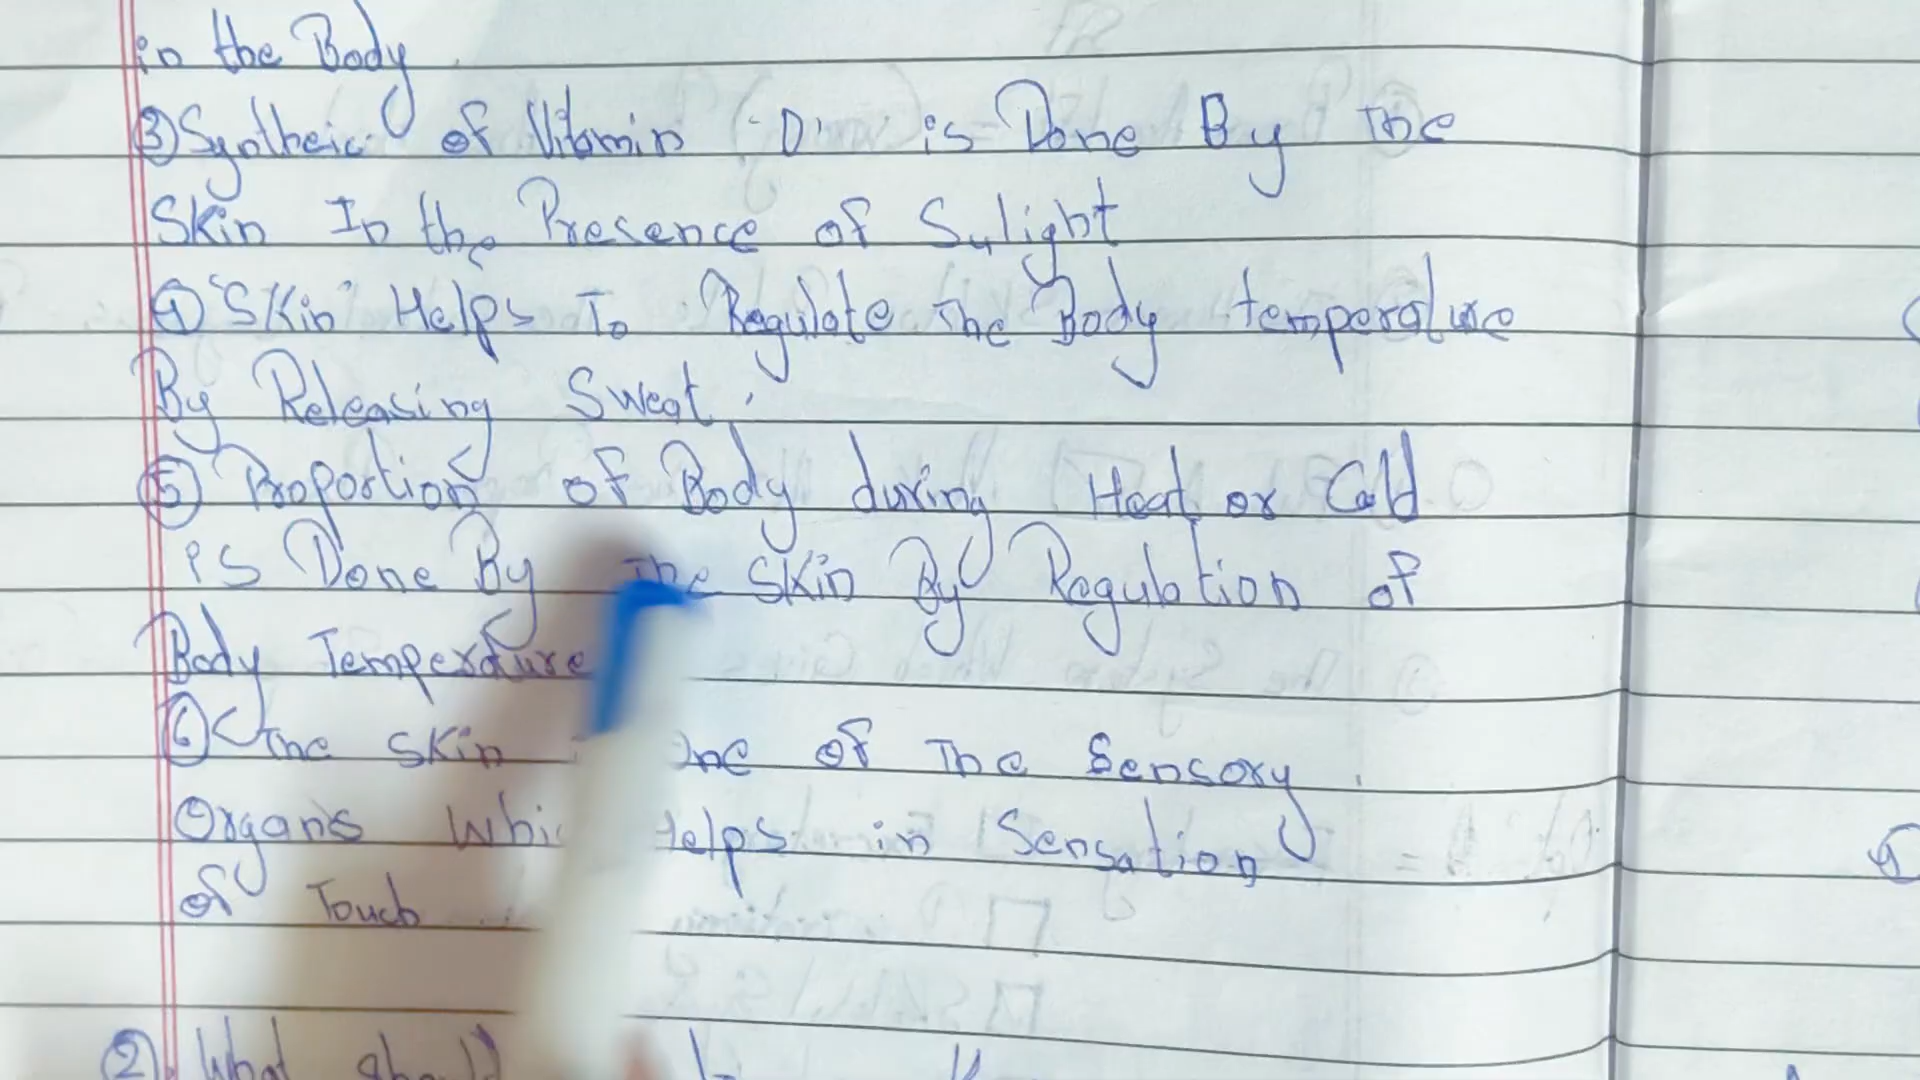 in the Body.
③ Syntheic of Vitamin 'D' is Done By The
Skin In the Presence of Sulight
④ "Skin" Helps To Regulate The Body temperature
By Releasing Sweat.
⑤ Proportion of Body during Heat or Cold
is Done By The Skin By Regulation of
Body Temperature
⑥ The Skin One of The Sensory
Organs Whic Helps in Sensation
of Touch
② What should